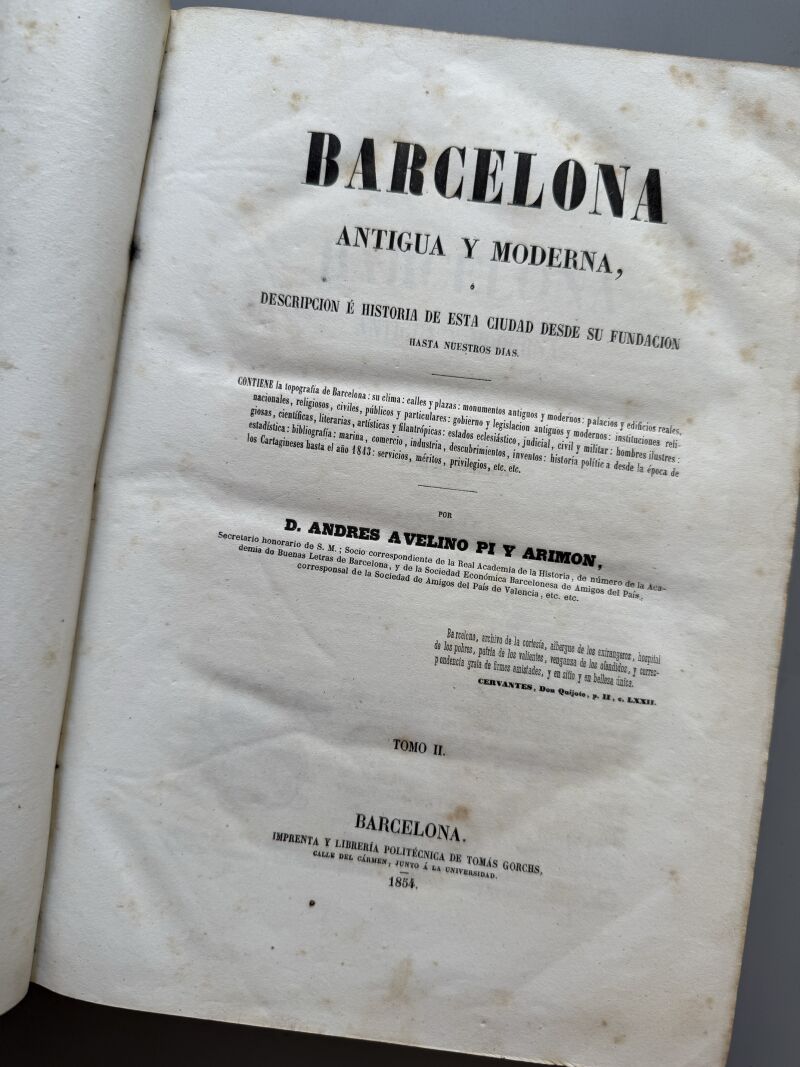 BARCELONA
ANTIGUA Y MODERNA,
Ó
DESCRIPCION É HISTORIA DE ESTA CIUDAD DESDE SU FUNDACION
HASTA NUESTROS DIAS.
CONTIENE la topografía de Barcelona: su clima: calles y plazas: monumentos antiguos y modernos: palacios y edificios reales,
nacionales, religiosos, civiles, públicos y particulares: gobierno y legislacion antiguos y modernos: instituciones reli-
giosas, científicas, literarias, artísticas y filantrópicas: estados eclesiástico, judicial, civil y militar: hombres ilustres:
estadística: bibliografía: marina, comercio, industria, descubrimientos, inventos: historia política desde la época de
los Cartagineses hasta el año 1843: servicios, méritos, privilegios, etc. etc.
POR
D. ANDRES AVELINO PI Y ARIMON,
Secretario honorario de S. M.; Socio correspondiente de la Real Academia de la Historia, de número de la Aca-
demia de Buenas Letras de Barcelona, y de la Sociedad Económica Barcelonesa de Amigos del País,
corresponsal de la Sociedad de Amigos del País de Valencia, etc. etc.
Barcelona, archivo de la cortesía, albergue de los extrangeros, hospital
de los pobres, patria de los valientes, venganza de los ofendidos, y corres-
pondencia grata de firmes amistades, y en sitio y en belleza única.
CERVANTES, Don Quijote, p. II, c. LXXII.
TOMO II.
BARCELONA.
IMPRENTA Y LIBRERÍA POLITÉCNICA DE TOMÁS GORCHS,
CALLE DEL CÁRMEN, JUNTO Á LA UNIVERSIDAD.
1854.